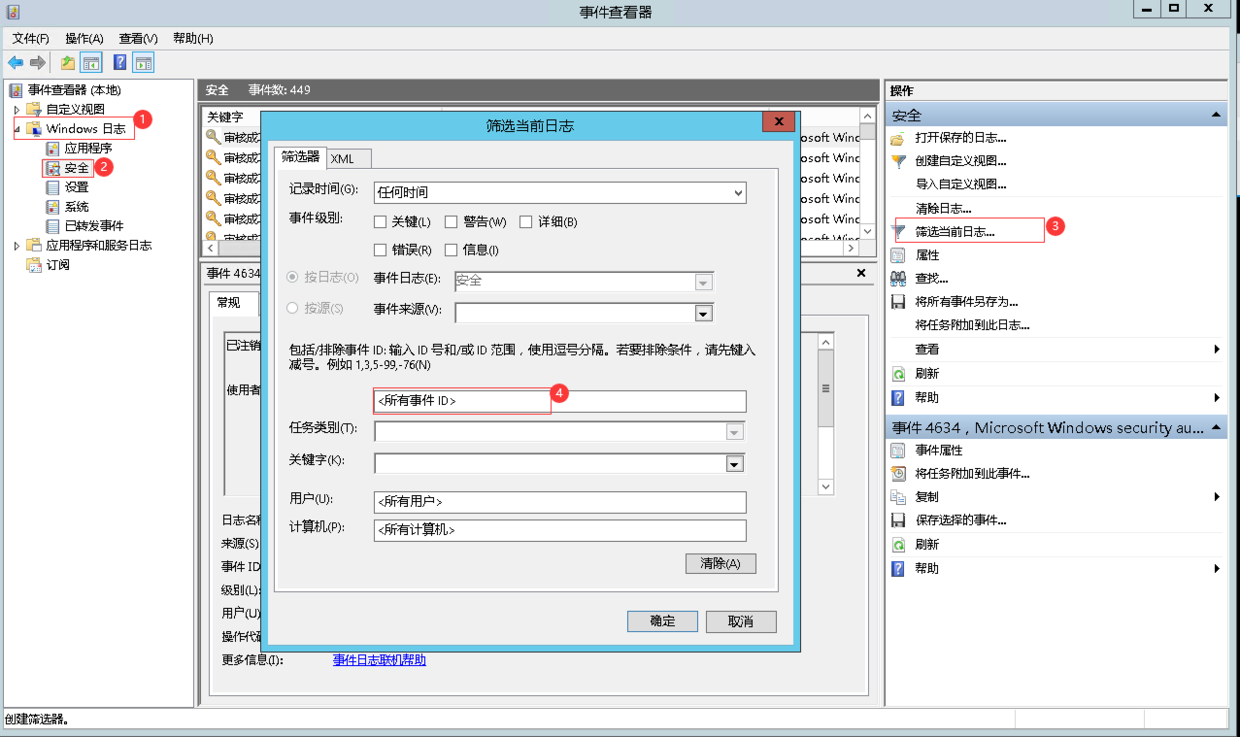 事件查看器
文件(F) 操作(A) 查看(V) 帮助(H)
事件查看器 (本地)
自定义视图
Windows 日志
1
应用程序
安全
2
设置
系统
已转发事件
应用程序和服务日志
订阅
安全 事件数: 449
关键字
审核成
审核成
审核成
审核成
审核成
osoft Winc
osoft Winc
osoft Winc
osoft Winc
osoft Winc
事件 4634
常规
已注销
使用者
日志名称
来源(S)
事件 ID
级别(L):
用户(U)
操作代码
更多信息(I): 事件日志联机帮助
筛选当前日志
筛选器 XML
记录时间(G): 任何时间
事件级别: 关键(L) 警告(W) 详细(B)
错误(R) 信息(I)
按日志(O) 事件日志(E): 安全
按源(S) 事件来源(V):
包括/排除事件 ID: 输入 ID 号和/或 ID 范围，使用逗号分隔。若要排除条件，请先键入
减号。例如 1,3,5-99,-76(N)
<所有事件 ID>
4
任务类别(T):
关键字(K):
用户(U): <所有用户>
计算机(P): <所有计算机>
清除(A)
确定 取消
操作
安全
打开保存的日志...
创建自定义视图...
导入自定义视图...
清除日志...
筛选当前日志...
3
属性
查找...
将所有事件另存为...
将任务附加到此日志...
查看
刷新
帮助
事件 4634，Microsoft Windows security au...
事件属性
将任务附加到此事件...
复制
保存选择的事件...
刷新
帮助
创建筛选器。